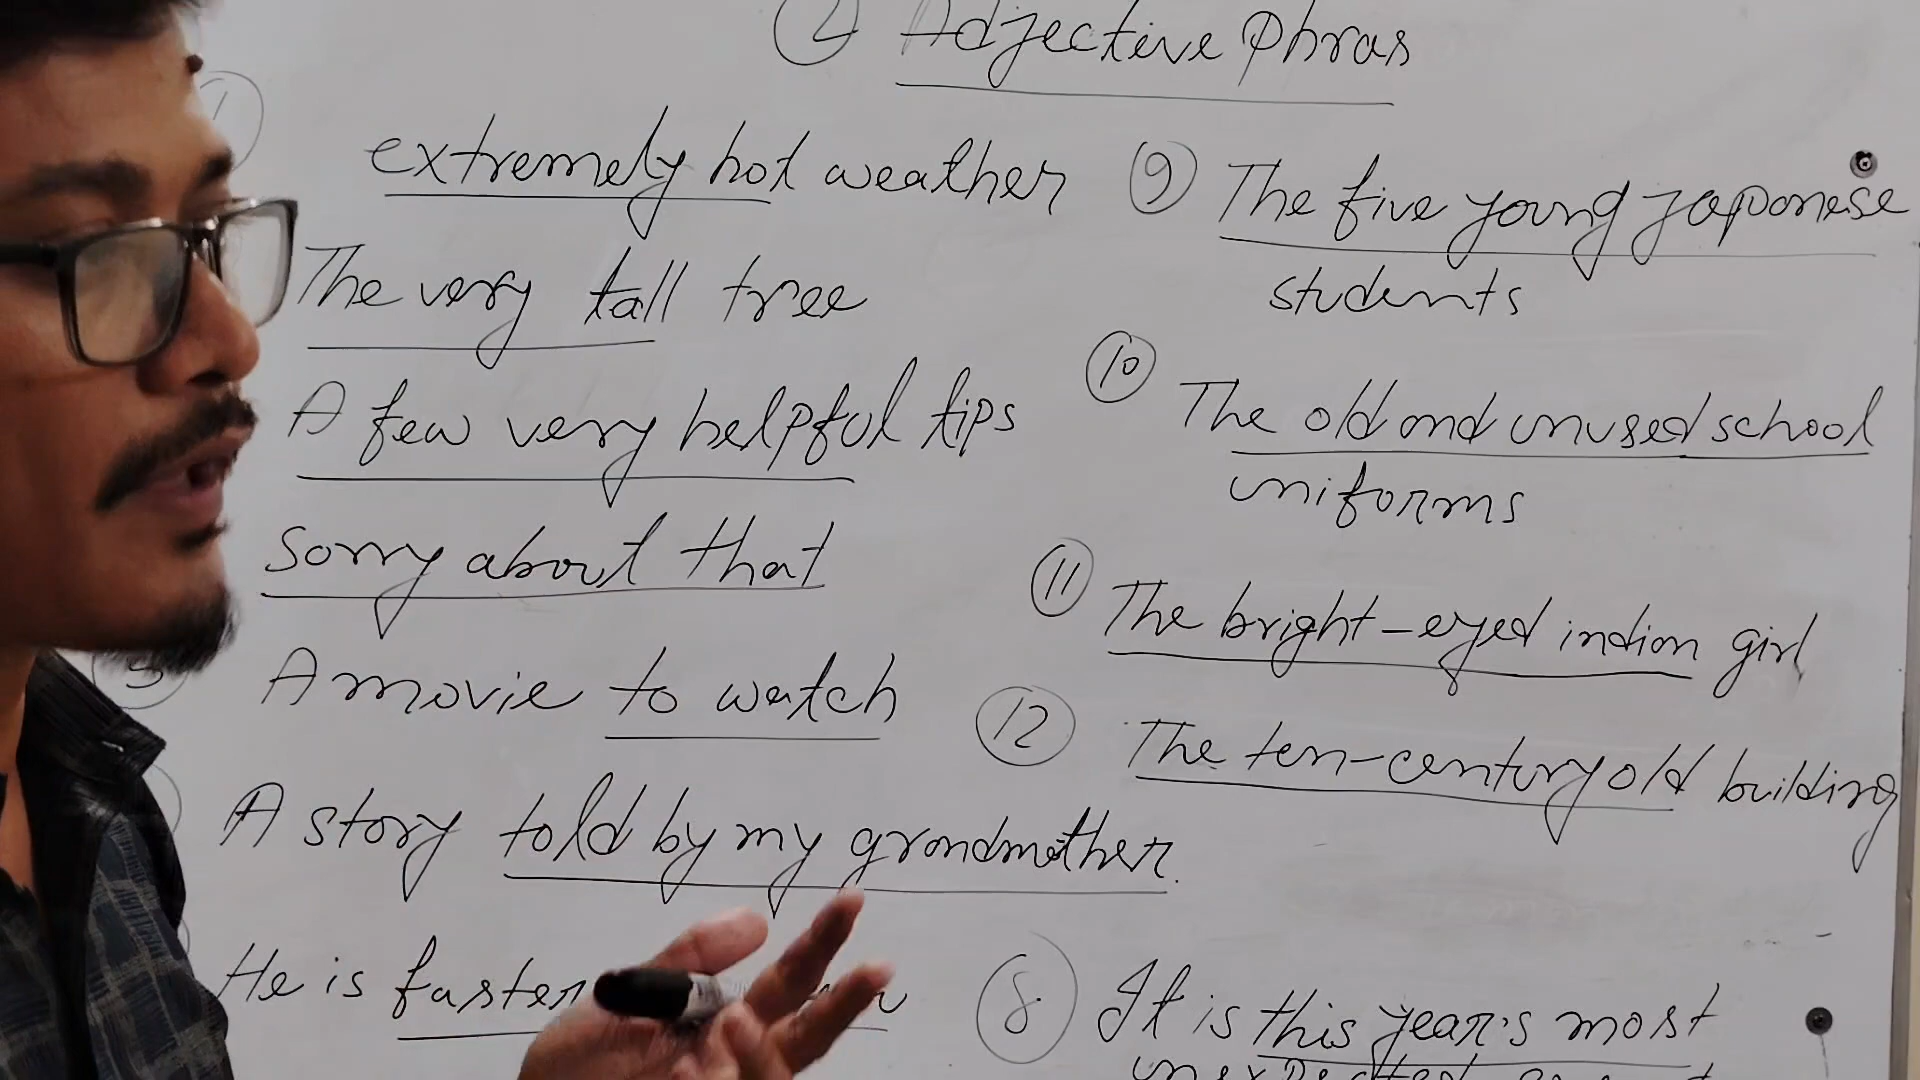 2 Adjective Phras
1
extremely hot weather
The very tall tree
A few very helpful tips
Sorry about that
5 A movie to watch
A story told by my grandmother.
He is faster
9 The five young Japanese
students
10 The old and unused school
uniforms
11 The bright-eyed indian girl
12 The ten-century old building
8 It is this year's most
unexpected